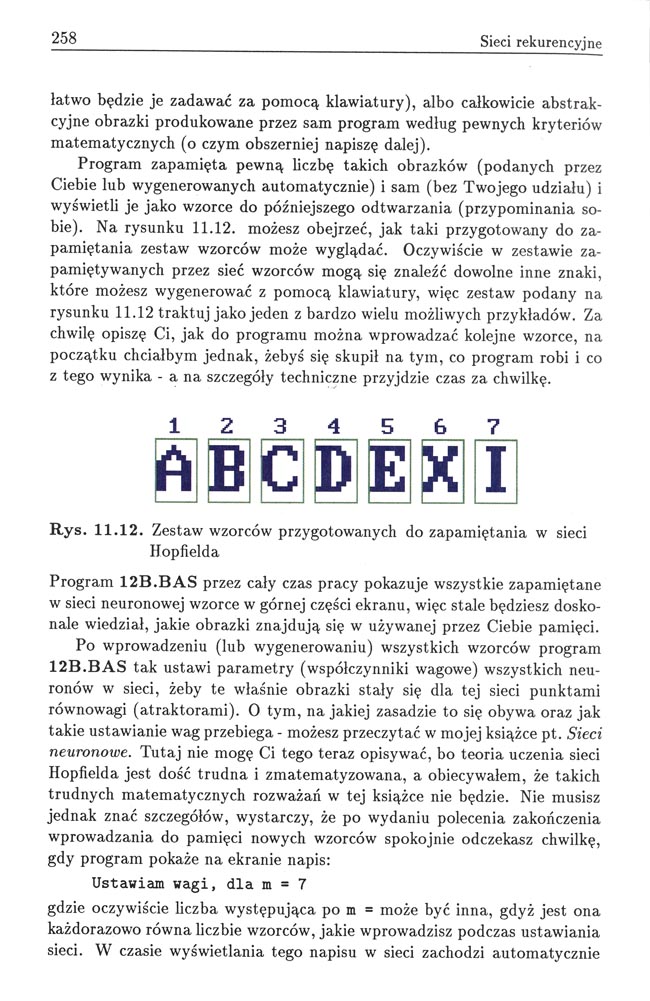 258
Sieci rekurencyjne
łatwo będzie je zadawać za pomocą klawiatury), albo całkowicie abstrak-
cyjne obrazki produkowane przez sam program według pewnych kryteriów
matematycznych (o czym obszerniej napiszę dalej).
Program zapamięta pewną liczbę takich obrazków (podanych przez
Ciebie lub wygenerowanych automatycznie) i sam (bez Twojego udziału) i
wyświetli je jako wzorce do późniejszego odtwarzania (przypominania so-
bie). Na rysunku 11.12. możesz obejrzeć, jak taki przygotowany do za-
pamiętania zestaw wzorców może wyglądać. Oczywiście w zestawie za-
pamiętywanych przez sieć wzorców mogą się znaleźć dowolne inne znaki,
które możesz wygenerować z pomocą klawiatury, więc zestaw podany na
rysunku 11.12 traktuj jako jeden z bardzo wielu możliwych przykładów. Za
chwilę opiszę Ci, jak do programu można wprowadzać kolejne wzorce, na
początku chciałbym jednak, żebyś się skupił na tym, co program robi i co
z tego wynika - a na szczegóły techniczne przyjdzie czas za chwilkę.
1 2 3 4 5 6 7
A B C D E X I
Rys. 11.12. Zestaw wzorców przygotowanych do zapamiętania w sieci
Hopfielda
Program 12B.BAS przez cały czas pracy pokazuje wszystkie zapamiętane
w sieci neuronowej wzorce w górnej części ekranu, więc stale będziesz dosko-
nale wiedział, jakie obrazki znajdują się w używanej przez Ciebie pamięci.
Po wprowadzeniu (lub wygenerowaniu) wszystkich wzorców program
12B.BAS tak ustawi parametry (współczynniki wagowe) wszystkich neu-
ronów w sieci, żeby te właśnie obrazki stały się dla tej sieci punktami
równowagi (atraktorami). O tym, na jakiej zasadzie to się obywa oraz jak
takie ustawianie wag przebiega - możesz przeczytać w mojej książce pt. Sieci
neuronowe. Tutaj nie mogę Ci tego teraz opisywać, bo teoria uczenia sieci
Hopfielda jest dość trudna i zmatematyzowana, a obiecywałem, że takich
trudnych matematycznych rozważań w tej książce nie będzie. Nie musisz
jednak znać szczegółów, wystarczy, że po wydaniu polecenia zakończenia
wprowadzania do pamięci nowych wzorców spokojnie odczekasz chwilkę,
gdy program pokaże na ekranie napis:
Ustawiam wagi, dla m = 7
gdzie oczywiście liczba występująca po m = może być inna, gdyż jest ona
każdorazowo równa liczbie wzorców, jakie wprowadzisz podczas ustawiania
sieci. W czasie wyświetlania tego napisu w sieci zachodzi automatycznie